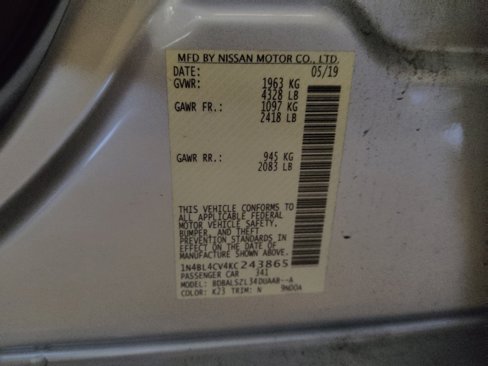 MFD BY NISSAN MOTOR CO., LTD.
DATE: 05/19
GVWR: 1963 KG
4328 LB
GAWR FR.: 1097 KG
2418 LB
GAWR RR.: 945 KG
2083 LB
THIS VEHICLE CONFORMS TO
ALL APPLICABLE FEDERAL
MOTOR VEHICLE SAFETY,
BUMPER, AND THEFT
PREVENTION STANDARDS IN
EFFECT ON THE DATE OF
MANUFACTURE SHOWN ABOVE.
1N4BL4CV4KC243865
PASSENGER CAR 341
MODEL:
COLOR: K23 TRIM: N 9N00A